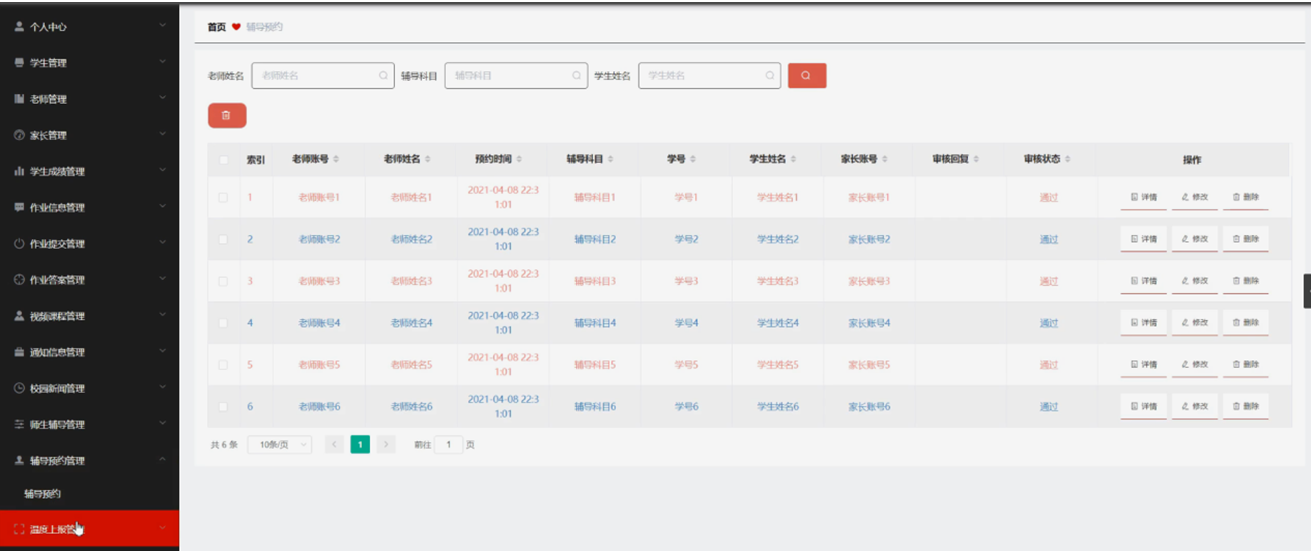 个人中心
学生管理
老师管理
家长管理
学生成绩管理
作业信息管理
作业提交管理
作业答案管理
视频课程管理
通知信息管理
校园新闻管理
师生辅导管理
辅导预约管理
辅导预约
温度上报管理
首页 辅导预约
老师姓名 老师姓名 辅导科目 辅导科目 学生姓名 学生姓名
索引 老师账号 老师姓名 预约时间 辅导科目 学号 学生姓名 家长账号 审核回复 审核状态 操作
1 老师账号1 老师姓名1 2021-04-08 22:3 辅导科目1 学号1 学生姓名1 家长账号1 通过 详情 修改 删除
1:01
2 老师账号2 老师姓名2 2021-04-08 22:3 辅导科目2 学号2 学生姓名2 家长账号2 通过 详情 修改 删除
1:01
3 老师账号3 老师姓名3 2021-04-08 22:3 辅导科目3 学号3 学生姓名3 家长账号3 通过 详情 修改 删除
1:01
4 老师账号4 老师姓名4 2021-04-08 22:3 辅导科目4 学号4 学生姓名4 家长账号4 通过 详情 修改 删除
1:01
5 老师账号5 老师姓名5 2021-04-08 22:3 辅导科目5 学号5 学生姓名5 家长账号5 通过 详情 修改 删除
1:01
6 老师账号6 老师姓名6 2021-04-08 22:3 辅导科目6 学号6 学生姓名6 家长账号6 通过 详情 修改 删除
1:01
共 6 条 10条/页 1 前往 1 页